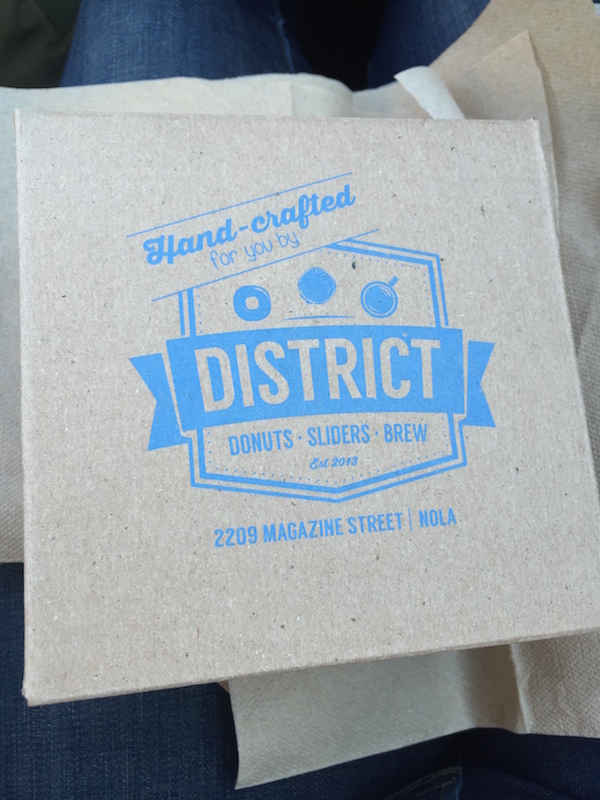 Hand-crafted
for you by
DISTRICT
DONUTS · SLIDERS · BREW
Est 2013
2209 MAGAZINE STREET | NOLA